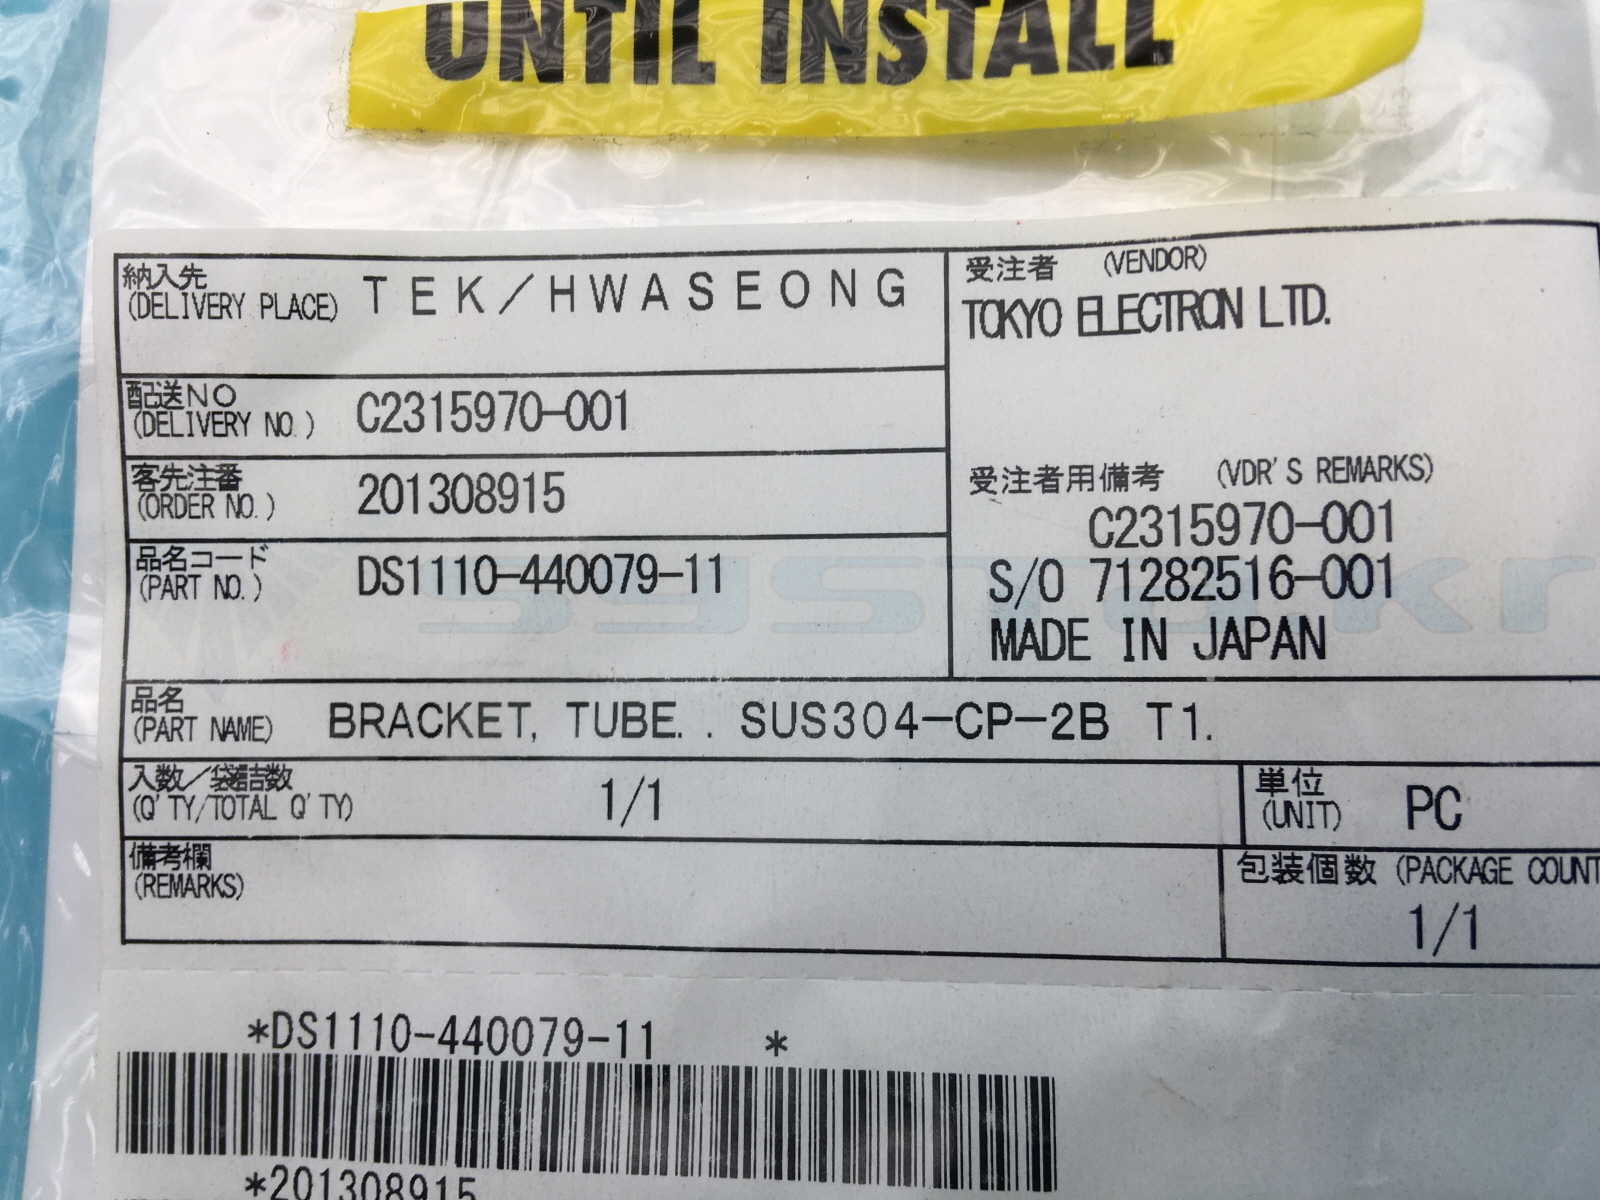 UNTIL INSTALL
納入先
(DELIVERY PLACE) TEK/HWASEONG
受注者 (VENDOR)
TOKYO ELECTRON LTD.
配送NO
(DELIVERY NO.) C2315970-001
客先注番
(ORDER NO.) 201308915
受注者用備考 (VDR'S REMARKS)
C2315970-001
S/O 71282516-001
MADE IN JAPAN
品名コード
(PART NO.) DS1110-440079-11
品名
(PART NAME) BRACKET, TUBE. . SUS304-CP-2B T1.
入数/袋詰数
(Q'TY/TOTAL Q'TY) 1/1
単位
(UNIT) PC
備考欄
(REMARKS)
包装個数 (PACKAGE COUNT
1/1
*DS1110-440079-11 *
*201308915